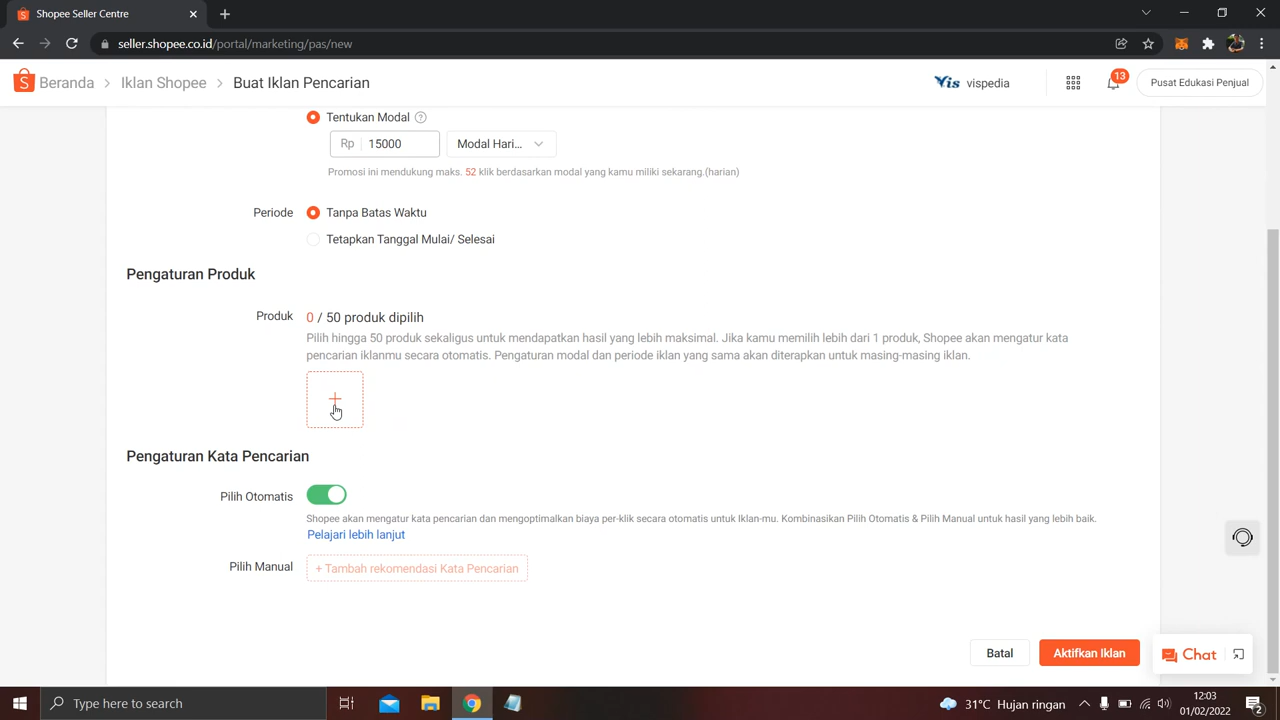 Shopee Seller Centre
seller.shopee.co.id/portal/marketing/pas/new
Beranda > Iklan Shopee > Buat Iklan Pencarian
Vis vispedia
13
Pusat Edukasi Penjual
Tentukan Modal ?
Rp 15000 Modal Hari...
Promosi ini mendukung maks. 52 klik berdasarkan modal yang kamu miliki sekarang.(harian)
Periode Tanpa Batas Waktu
Tetapkan Tanggal Mulai/ Selesai
Pengaturan Produk
Produk 0 / 50 produk dipilih
Pilih hingga 50 produk sekaligus untuk mendapatkan hasil yang lebih maksimal. Jika kamu memilih lebih dari 1 produk, Shopee akan mengatur kata
pencarian iklanmu secara otomatis. Pengaturan modal dan periode iklan yang sama akan diterapkan untuk masing-masing iklan.
+
Pengaturan Kata Pencarian
Pilih Otomatis
Shopee akan mengatur kata pencarian dan mengoptimalkan biaya per-klik secara otomatis untuk Iklan-mu. Kombinasikan Pilih Otomatis & Pilih Manual untuk hasil yang lebih baik.
Pelajari lebih lanjut
Pilih Manual + Tambah rekomendasi Kata Pencarian
Batal Aktifkan Iklan Chat
Type here to search
31°C Hujan ringan
12:03
01/02/2022
2